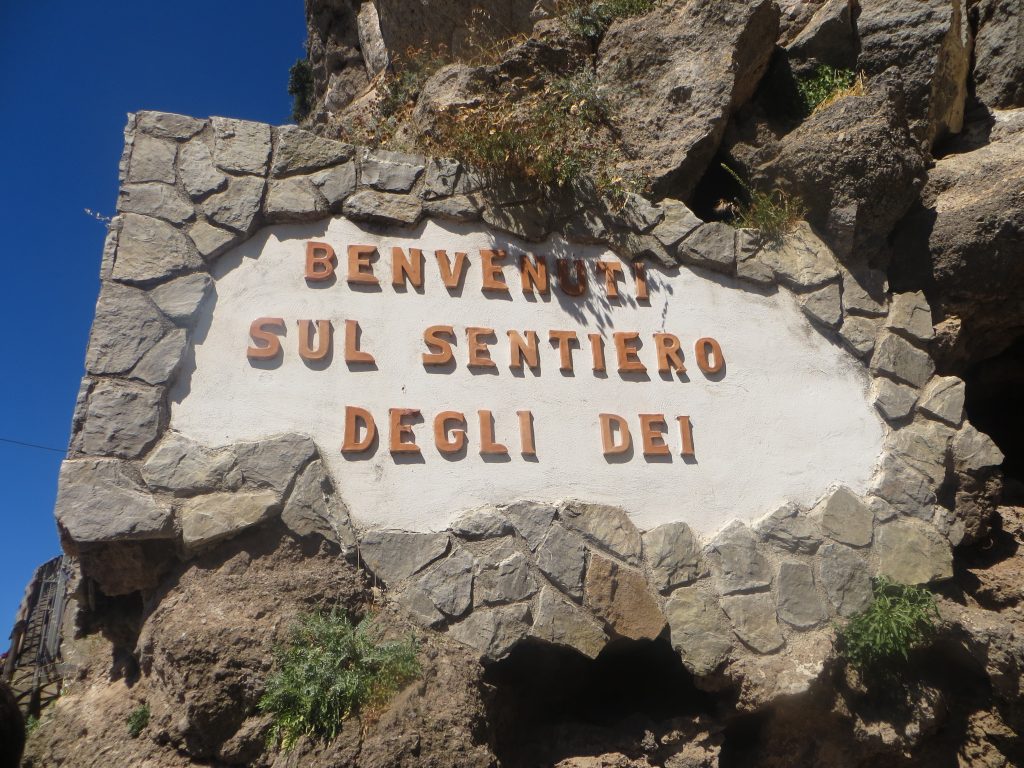 BENVENUTI
SUL SENTIERO
DEGLI DEI